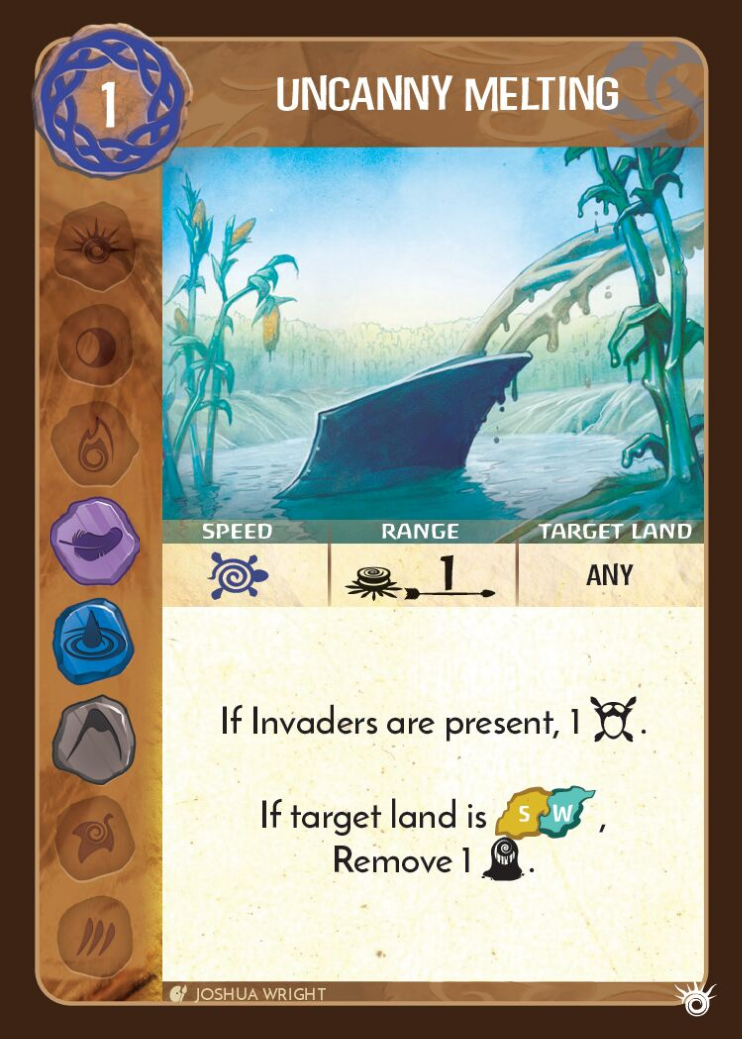 1
UNCANNY MELTING
SPEED RANGE TARGET LAND
1 ANY
If Invaders are present, 1 .
If target land is S W ,
Remove 1 .
JOSHUA WRIGHT